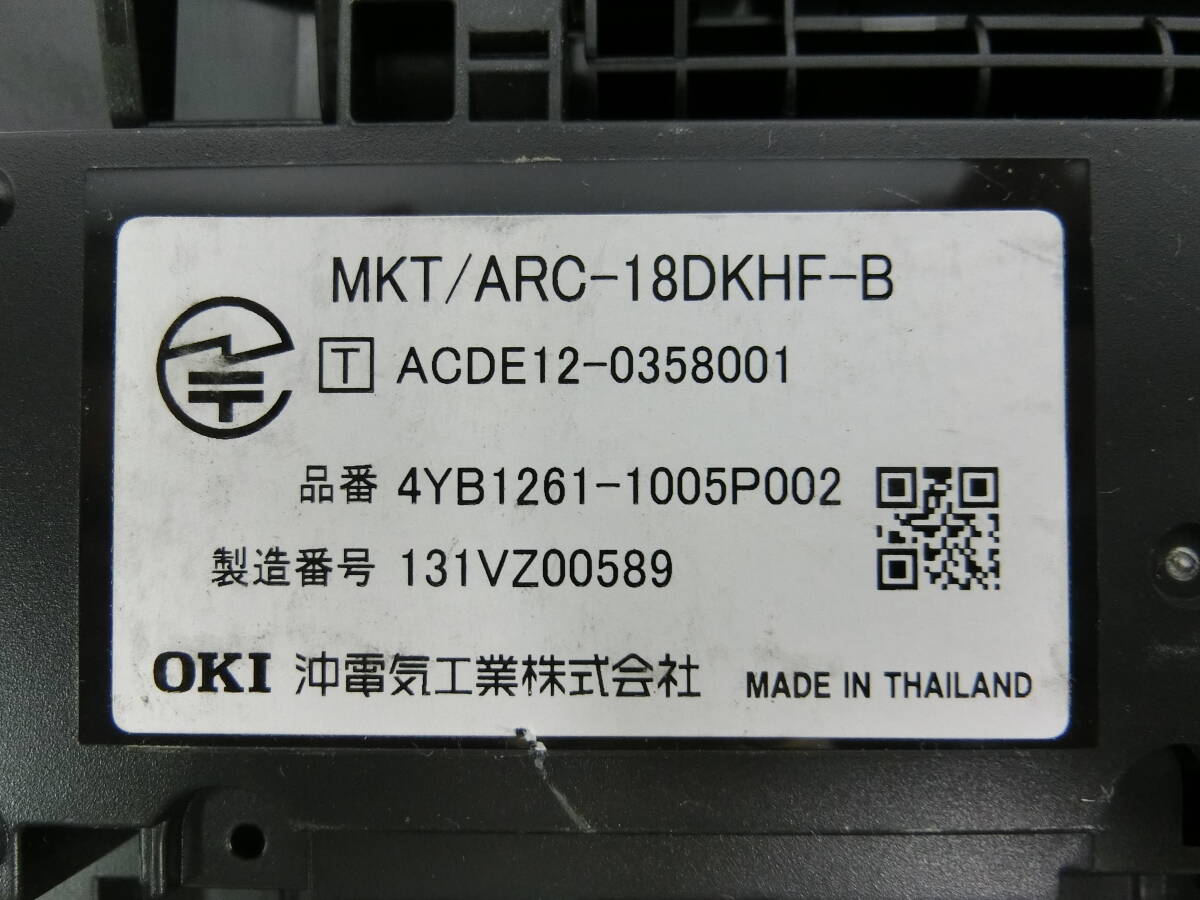 MKT/ARC-18DKHF-B
T ACDE12-0358001
品番 4YB1261-1005P002
製造番号 131VZ00589
OKI 沖電気工業株式会社 MADE IN THAILAND